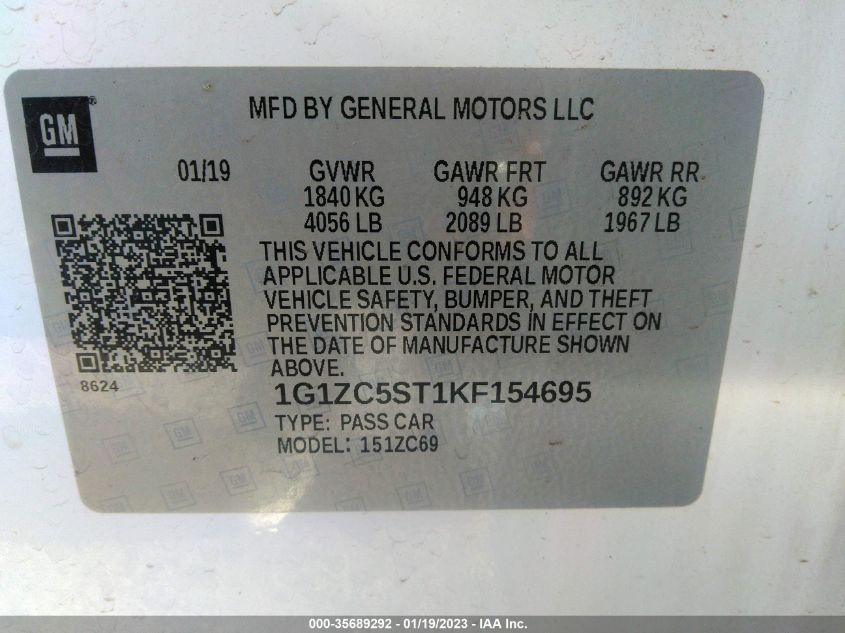 GM ®
MFD BY GENERAL MOTORS LLC
01/19 GVWR GAWR FRT GAWR RR
1840 KG 948 KG 892 KG
4056 LB 2089 LB 1967 LB
THIS VEHICLE CONFORMS TO ALL
APPLICABLE U.S. FEDERAL MOTOR
VEHICLE SAFETY, BUMPER, AND THEFT
PREVENTION STANDARDS IN EFFECT ON
THE DATE OF MANUFACTURE SHOWN
ABOVE.
8624
1G1ZC5ST1KF154695
TYPE: PASS CAR
MODEL: 151ZC69
000-35689292 - 01/19/2023 - IAA Inc.